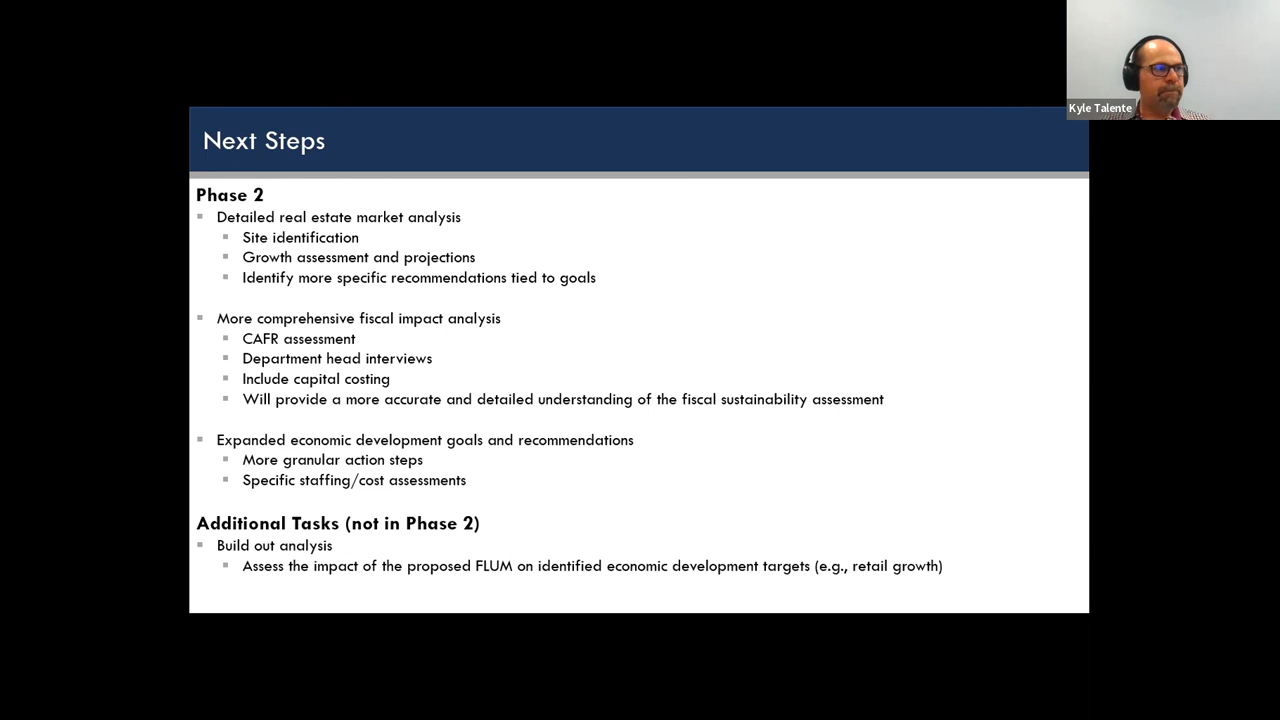 Kyle Talente
Next Steps
Phase 2
Detailed real estate market analysis
Site identification
Growth assessment and projections
Identify more specific recommendations tied to goals
More comprehensive fiscal impact analysis
CAFR assessment
Department head interviews
Include capital costing
Will provide a more accurate and detailed understanding of the fiscal sustainability assessment
Expanded economic development goals and recommendations
More granular action steps
Specific staffing/cost assessments
Additional Tasks (not in Phase 2)
Build out analysis
Assess the impact of the proposed FLUM on identified economic development targets (e.g., retail growth)